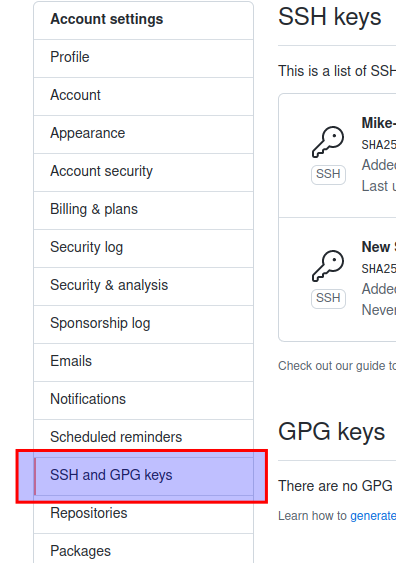 Account settings
Profile
Account
Appearance
Account security
Billing & plans
Security log
Security & analysis
Sponsorship log
Emails
Notifications
Scheduled reminders
SSH and GPG keys
Repositories
Packages
SSH keys
This is a list of SSH
Mike-
SHA25
SSH
Added
Last u
New S
SHA25
SSH
Added
Never
Check out our guide to
GPG keys
There are no GPG
Learn how to generate